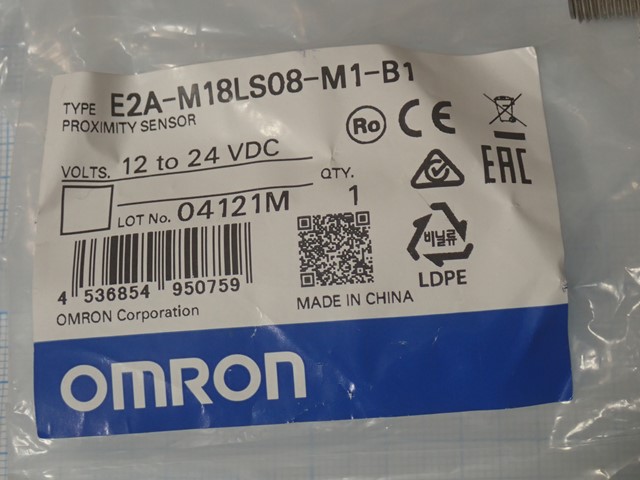 TYPE E2A-M18LS08-M1-B1
PROXIMITY SENSOR
Ro CE
VOLTS. 12 to 24 VDC
EAC
QTY.
1
LOT No. 04121M
비닐류
LDPE
4 536854 950759
MADE IN CHINA
OMRON Corporation
OMRON